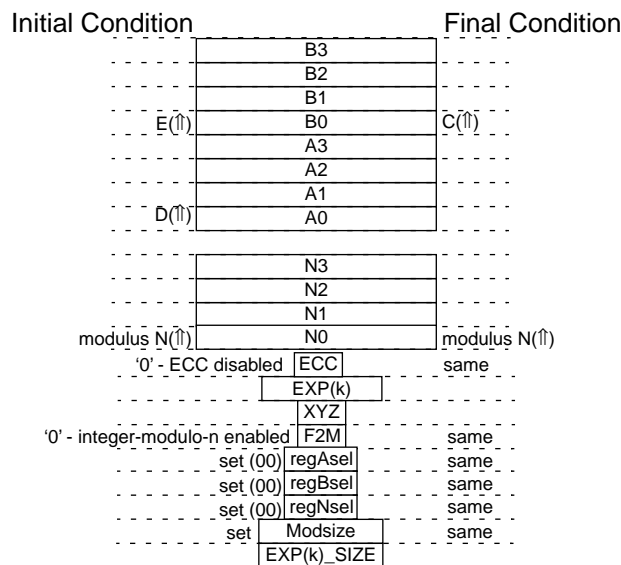 Initial Condition Final Condition
B3
B2
B1
E(⇑) B0 C(⇑)
A3
A2
A1
D(⇑) A0
N3
N2
N1
modulus N(⇑) N0 modulus N(⇑)
‘0’ - ECC disabled ECC same
EXP(k)
XYZ
‘0’ - integer-modulo-n enabled F2M same
set (00) regAsel same
set (00) regBsel same
set (00) regNsel same
set Modsize same
EXP(k)_SIZE